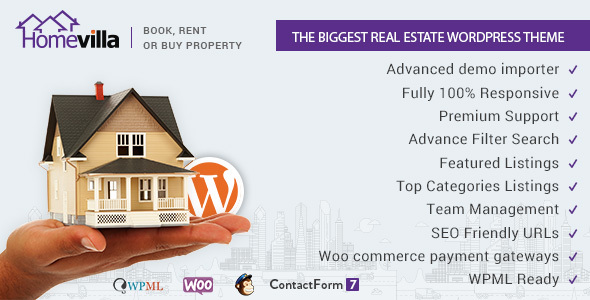 Homevilla
BOOK, RENT
OR BUY PROPERTY
THE BIGGEST REAL ESTATE WORDPRESS THEME
Advanced demo importer
Fully 100% Responsive
Premium Support
Advance Filter Search
Featured Listings
Top Categories Listings
Team Management
SEO Friendly URLs
Woo commerce payment gateways
WPML Ready
W
WPML
WOO
ContactForm 7